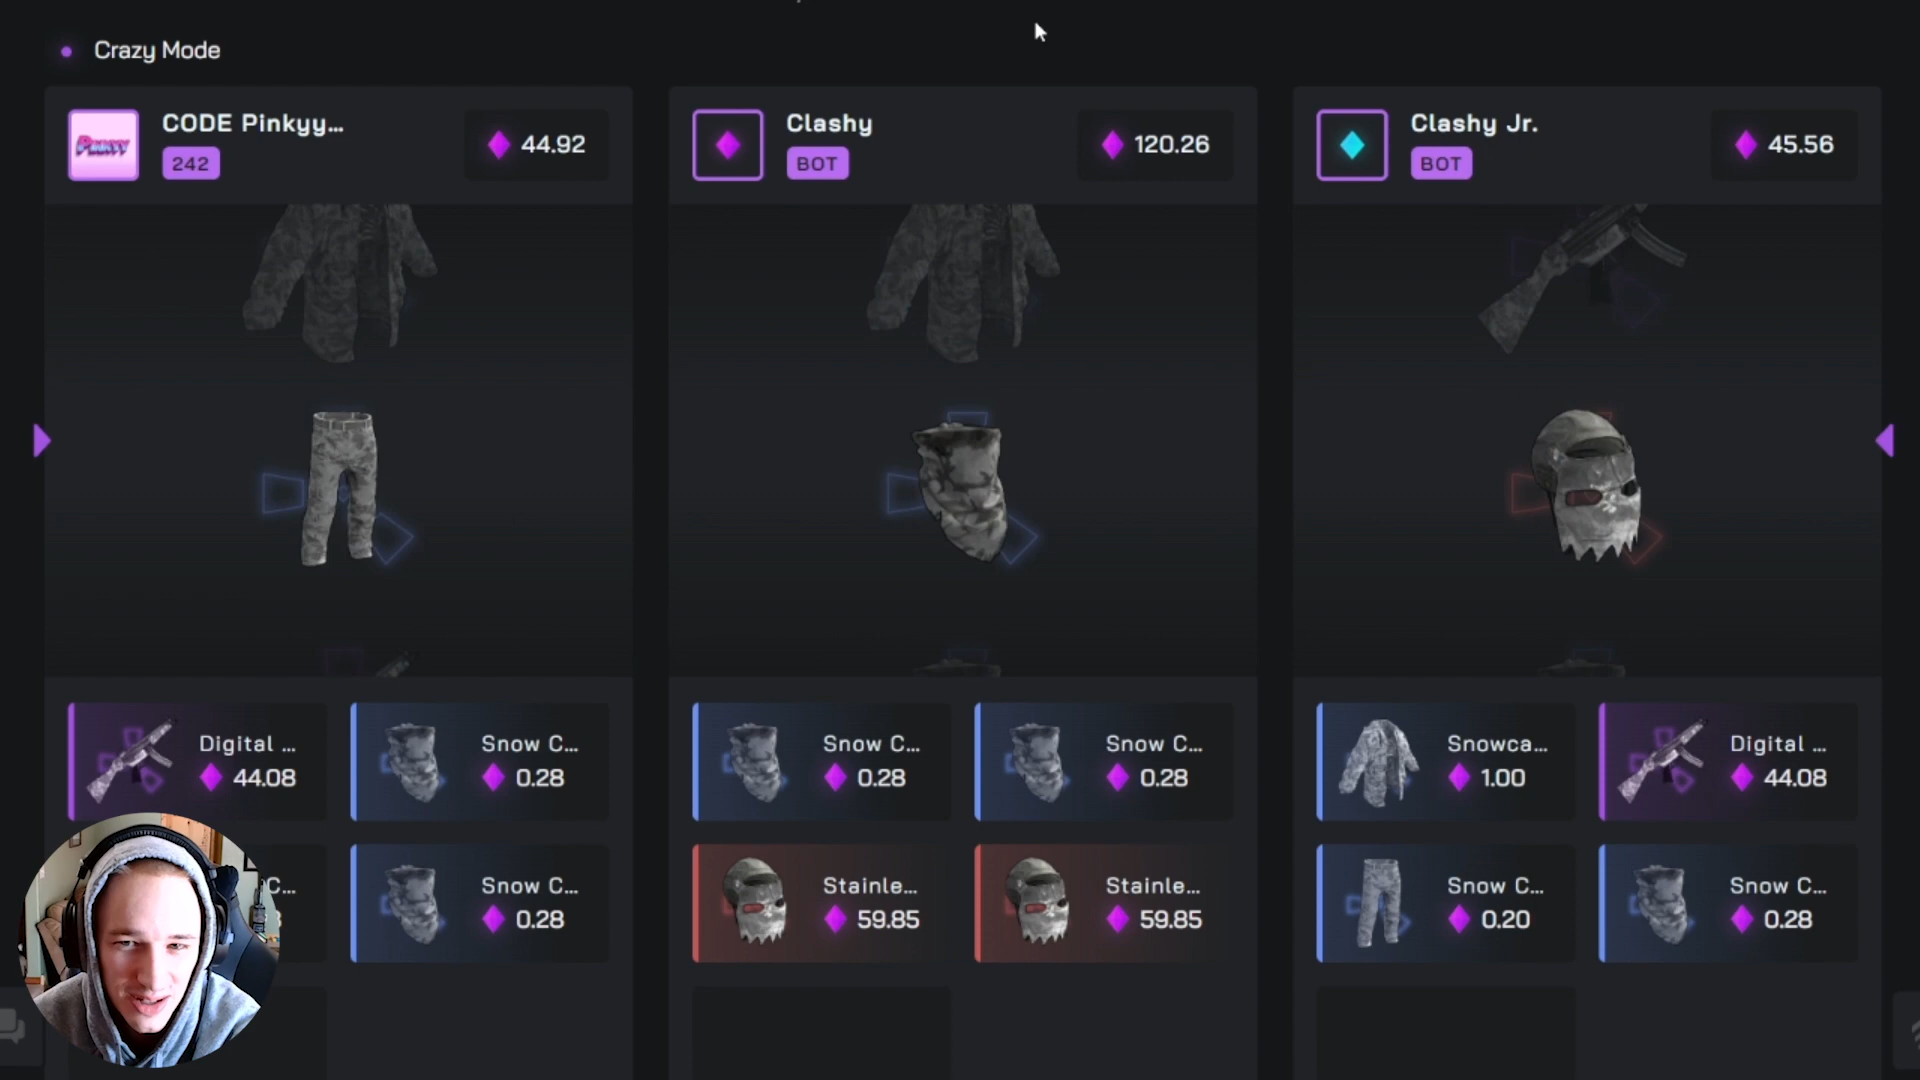 Crazy Mode
CODE Pinkyy...
242
44.92
Clashy
BOT
120.26
Clashy Jr.
BOT
45.56
Digital ...
44.08
Snow C...
0.28
Snow C...
0.28
Snow C...
0.28
Snowca...
1.00
Digital ...
44.08
C...
Snow C...
0.28
Stainle...
59.85
Stainle...
59.85
Snow C...
0.20
Snow C...
0.28